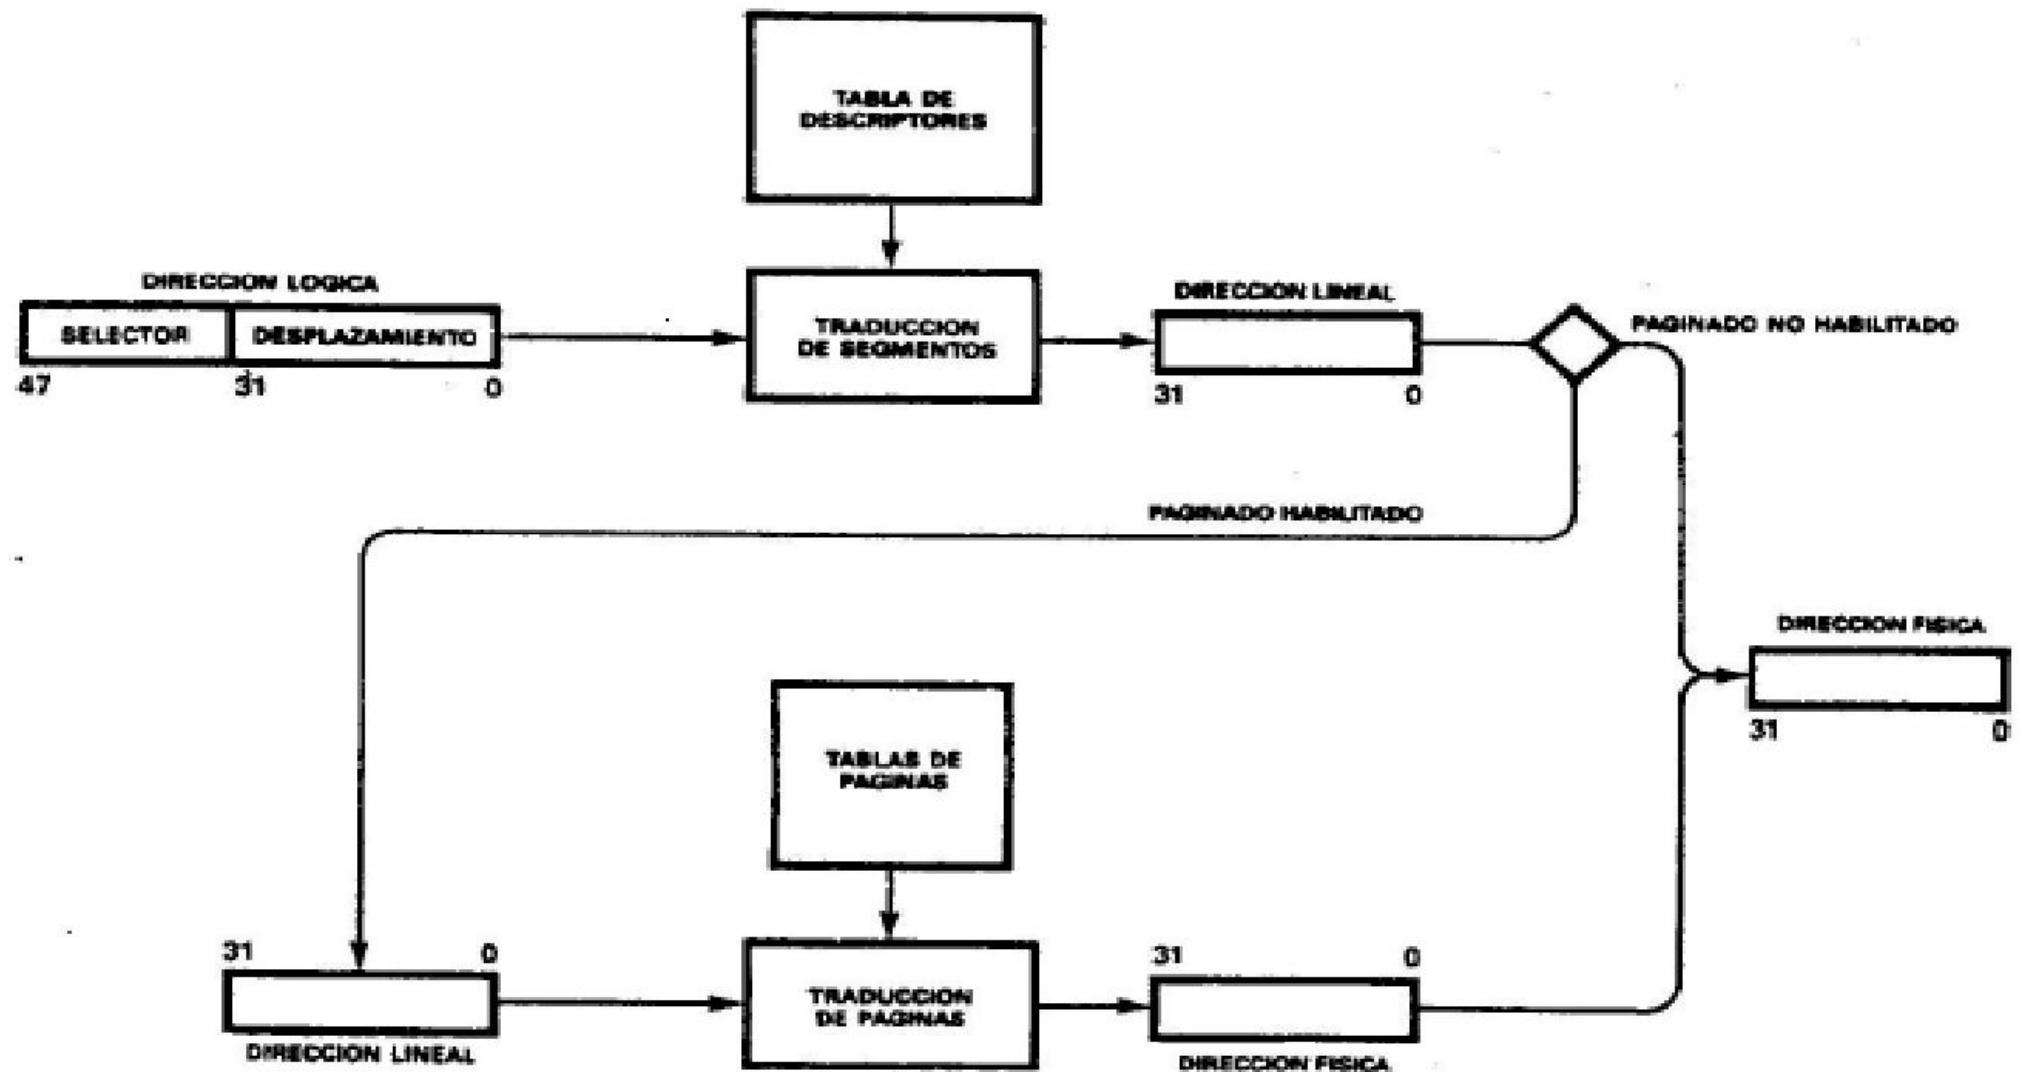 TABLA DE
DESCRIPTORES
DIRECCION LOGICA
SELECTOR DESPLAZAMIENTO
47 31 0
TRADUCCION
DE SEGMENTOS
DIRECCION LINEAL
31 0
PAGINADO NO HABILITADO
PAGINADO HABILITADO
DIRECCION FISICA
31 0
TABLAS DE
PAGINAS
31 0
DIRECCION LINEAL
TRADUCCION
DE PAGINAS
31 0
DIRECCION FISICA